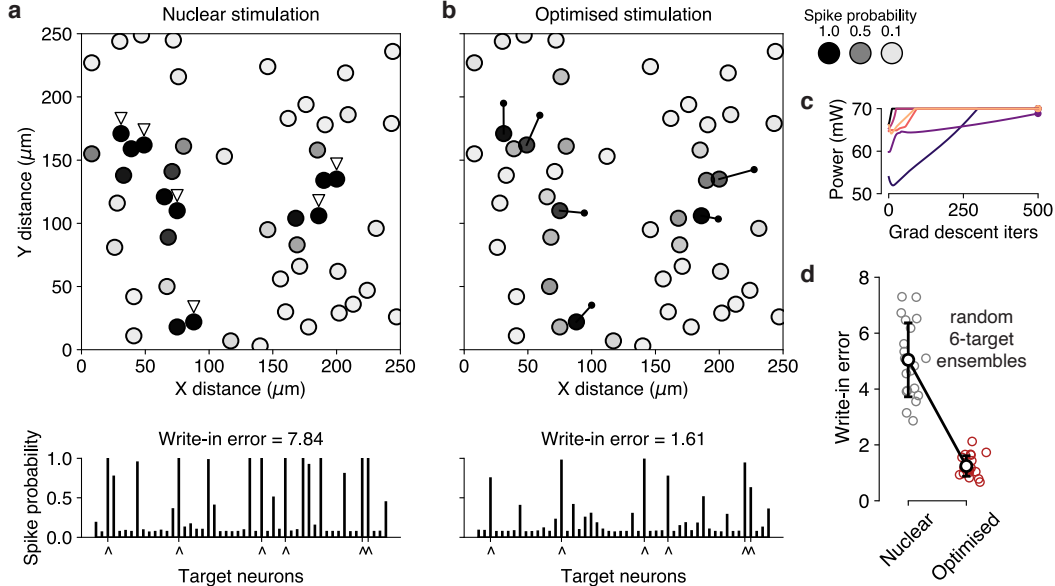 a
Nuclear stimulation
250
200
150
100
50
0
Y distance (μm)
0 50 100 150 200 250
X distance (μm)
Write-in error = 7.84
1.0
0.5
0.0
Spike probability
^ ^ ^ ^ ^^
Target neurons
b
Optimised stimulation
0 50 100 150 200 250
X distance (μm)
Write-in error = 1.61
^ ^ ^ ^ ^^
Target neurons
Spike probability
1.0 0.5 0.1
c
70
60
50
Power (mW)
0 250 500
Grad descent iters
d
8
6
4
2
0
Write-in error
random
6-target
ensembles
Nuclear
Optimised